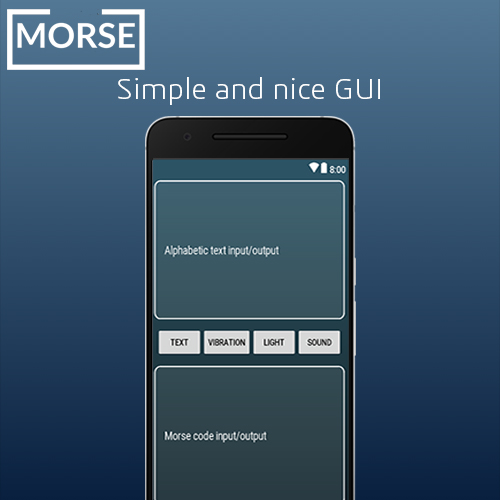 MORSE
Simple and nice GUI
8:00
Alphabetic text input/output
TEXT VIBRATION LIGHT SOUND
Morse code input/output